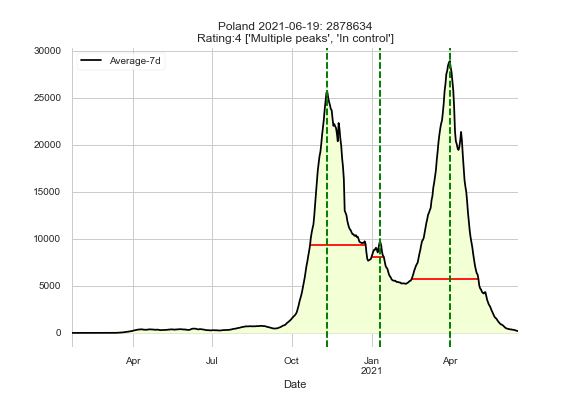 Poland 2021-06-19: 2878634
Rating:4 ['Multiple peaks', 'In control']
30000
Average-7d
25000
20000
15000
10000
5000
0
Apr
Jul
Oct
Jan
2021
Apr
Date